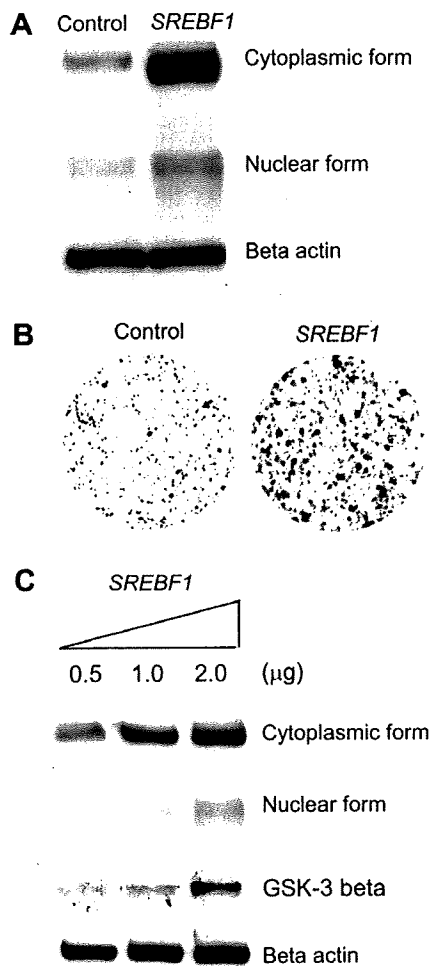 A
Control SREBF1
Cytoplasmic form
Nuclear form
Beta actin
B
Control SREBF1
C
SREBF1
0.5 1.0 2.0 (μg)
Cytoplasmic form
Nuclear form
GSK-3 beta
Beta actin